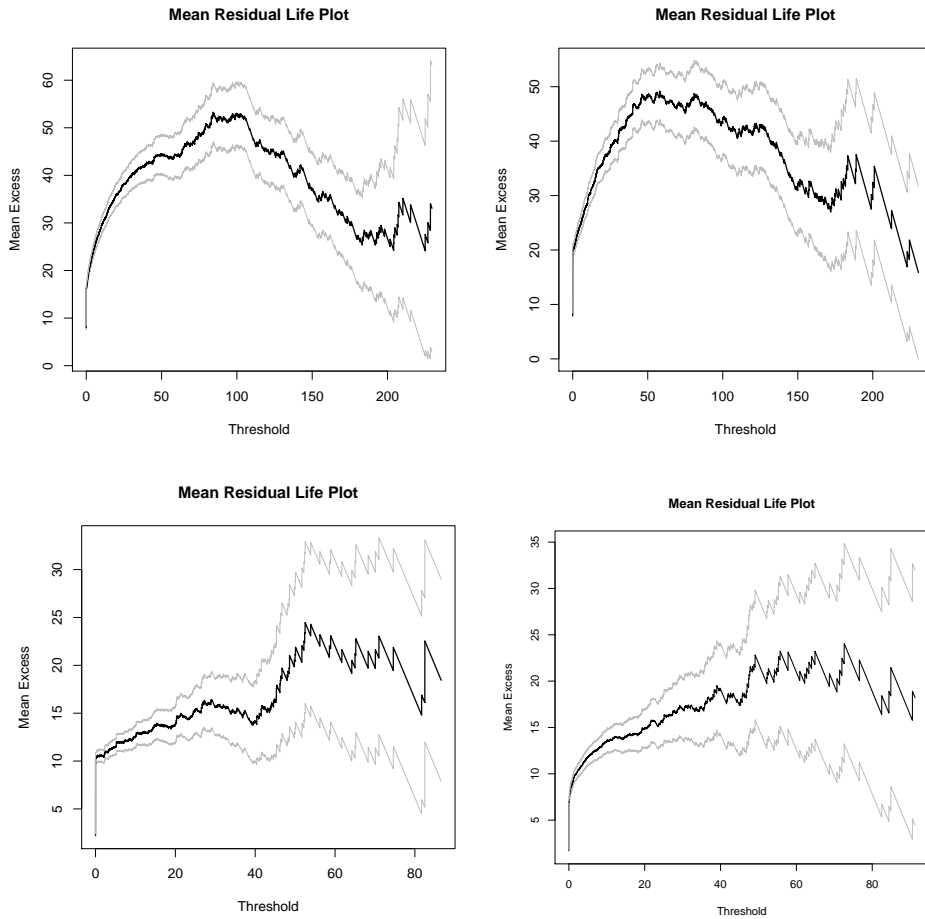 Mean Residual Life Plot
Mean Excess
0 10 20 30 40 50 60
0 50 100 150 200
Threshold
Mean Residual Life Plot
Mean Excess
0 10 20 30 40 50
0 50 100 150 200
Threshold
Mean Residual Life Plot
Mean Excess
5 10 15 20 25 30
0 20 40 60 80
Threshold
Mean Residual Life Plot
Mean Excess
5 10 15 20 25 30 35
0 20 40 60 80
Threshold